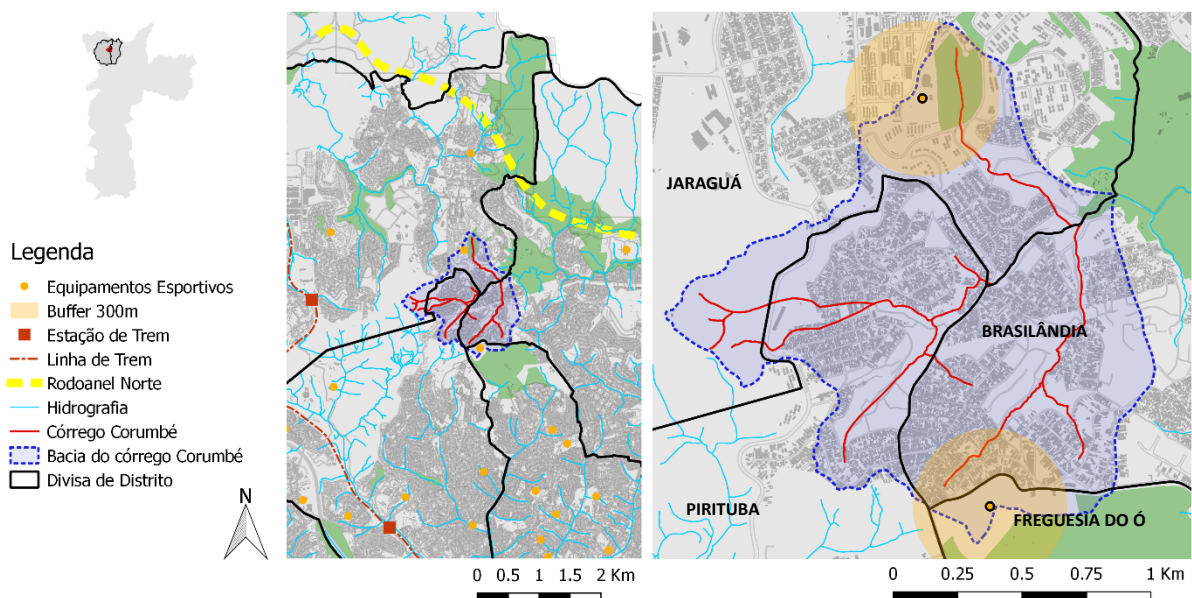 Legenda
Equipamentos Esportivos
Buffer 300m
Estação de Trem
Linha de Trem
Rodoanel Norte
Hidrografia
Córrego Corumbé
Bacia do córrego Corumbé
Divisa de Distrito
N
0 0.5 1 1.5 2 Km
JARAGUÁ
BRASILÂNDIA
PIRITUBA
FREGUESIA DO Ó
0 0.25 0.5 0.75 1 Km